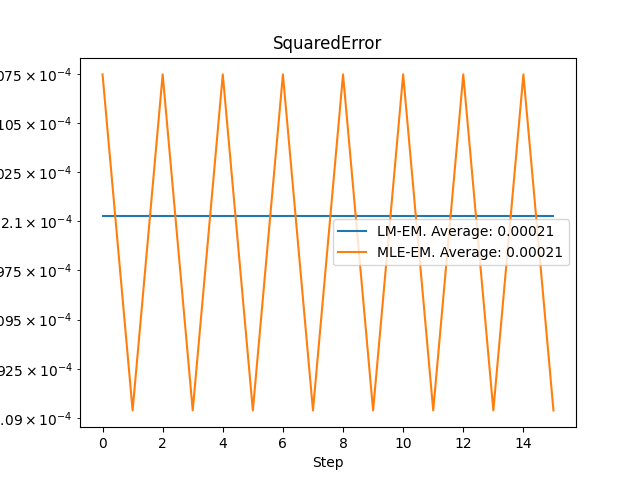 SquaredError
075 × 10⁻⁴
105 × 10⁻⁴
025 × 10⁻⁴
2.1 × 10⁻⁴
975 × 10⁻⁴
095 × 10⁻⁴
925 × 10⁻⁴
.09 × 10⁻⁴
LM-EM. Average: 0.00021
MLE-EM. Average: 0.00021
0 2 4 6 8 10 12 14
Step